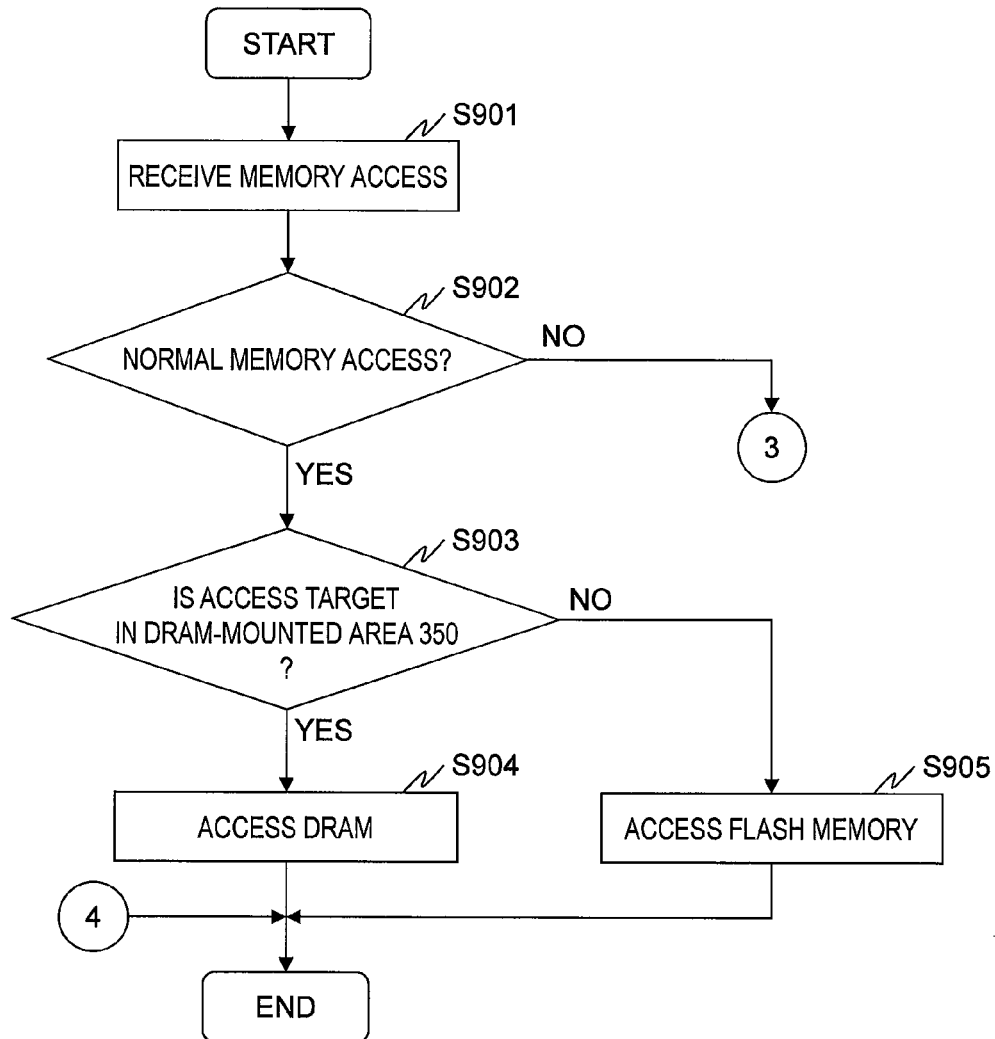 START
S901
RECEIVE MEMORY ACCESS
S902
NORMAL MEMORY ACCESS?
NO
3
YES
S903
IS ACCESS TARGET
IN DRAM-MOUNTED AREA 350
?
NO
YES
S904
ACCESS DRAM
S905
ACCESS FLASH MEMORY
4
END